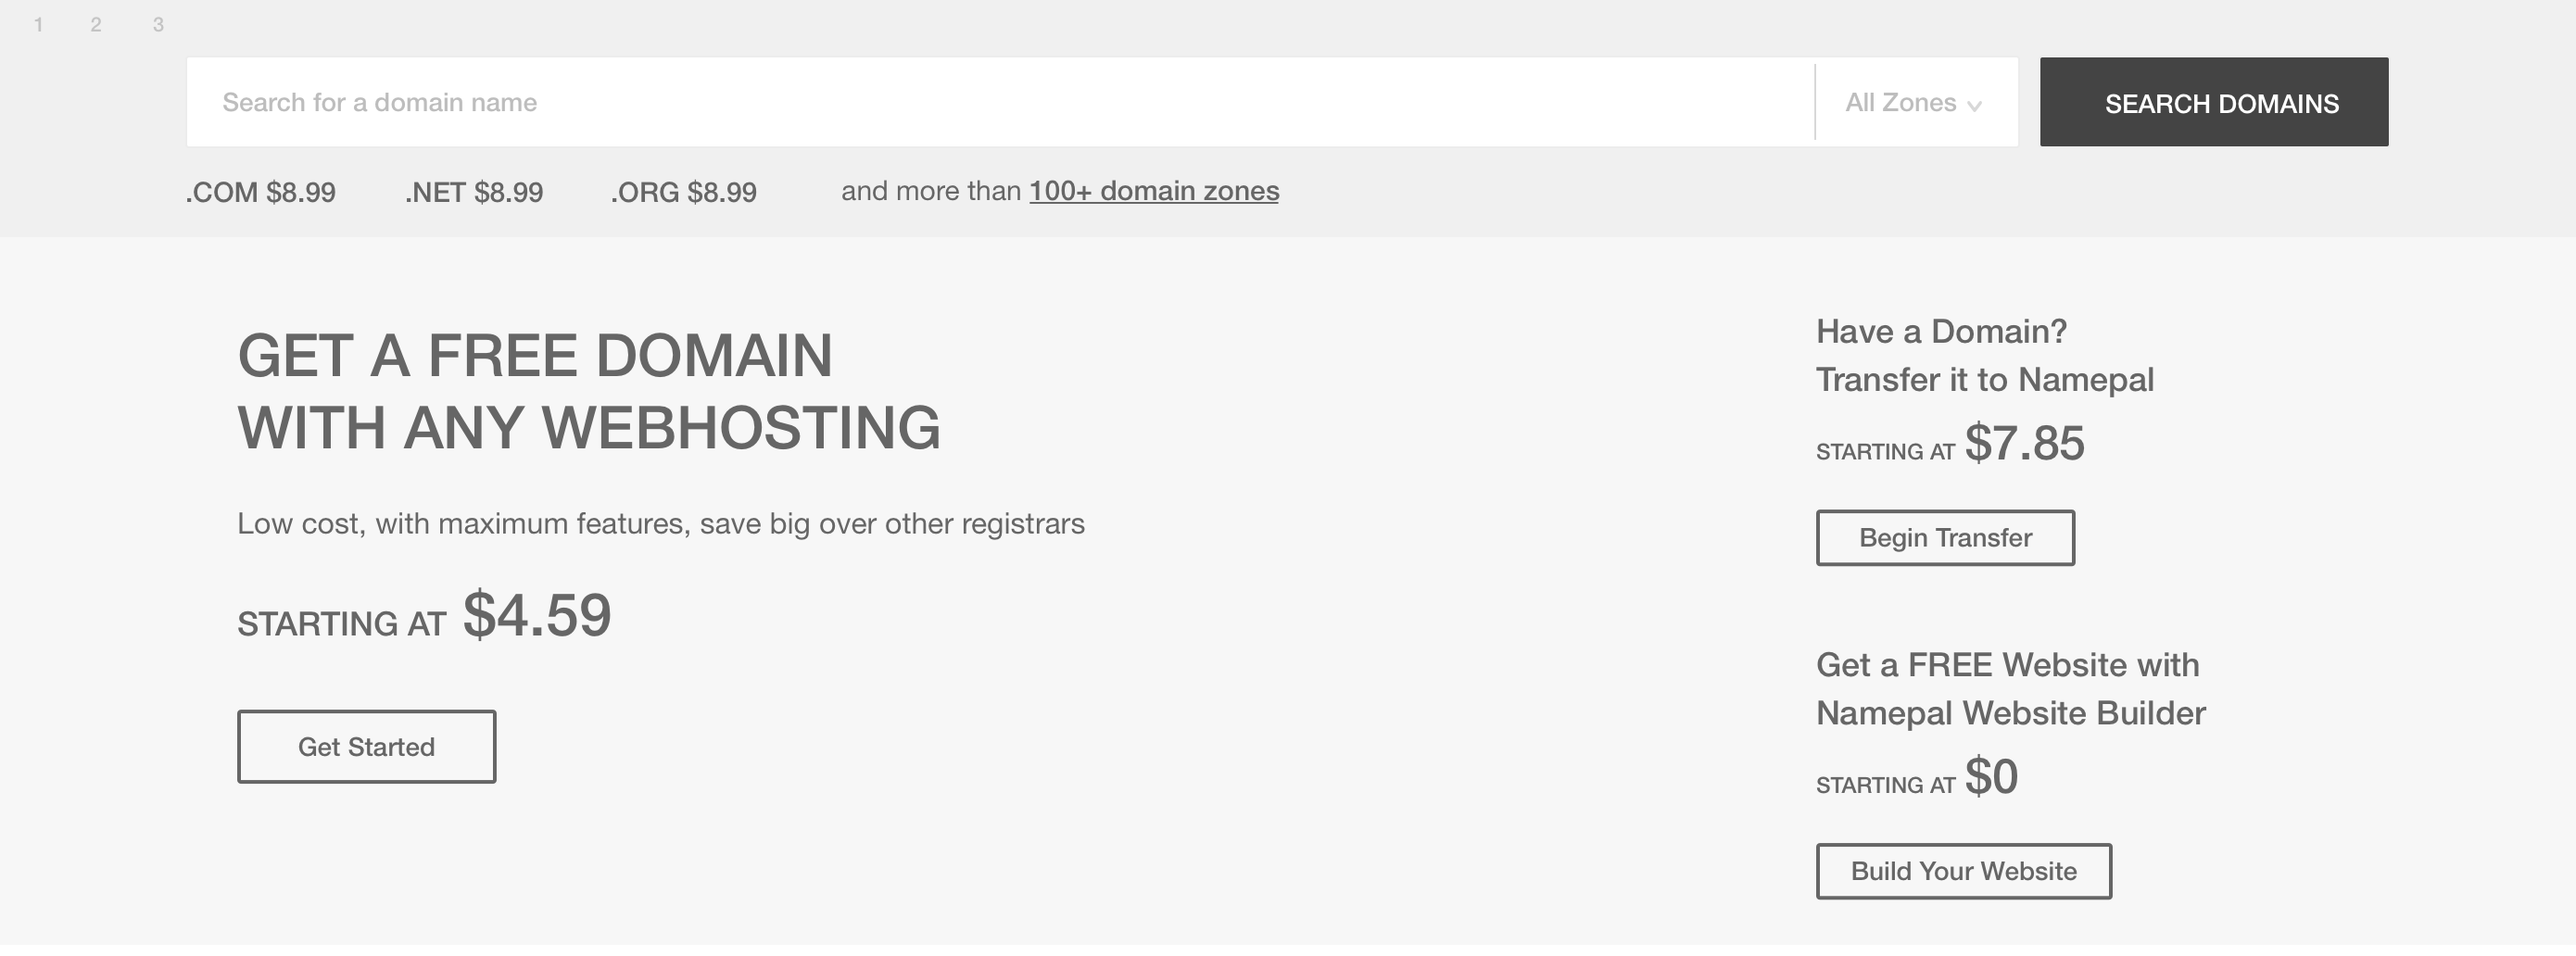 1 2 3
Search for a domain name
All Zones
SEARCH DOMAINS
.COM $8.99 .NET $8.99 .ORG $8.99 and more than 100+ domain zones
GET A FREE DOMAIN
WITH ANY WEBHOSTING
Low cost, with maximum features, save big over other registrars
STARTING AT $4.59
Get Started
Have a Domain?
Transfer it to Namepal
STARTING AT $7.85
Begin Transfer
Get a FREE Website with
Namepal Website Builder
STARTING AT $0
Build Your Website